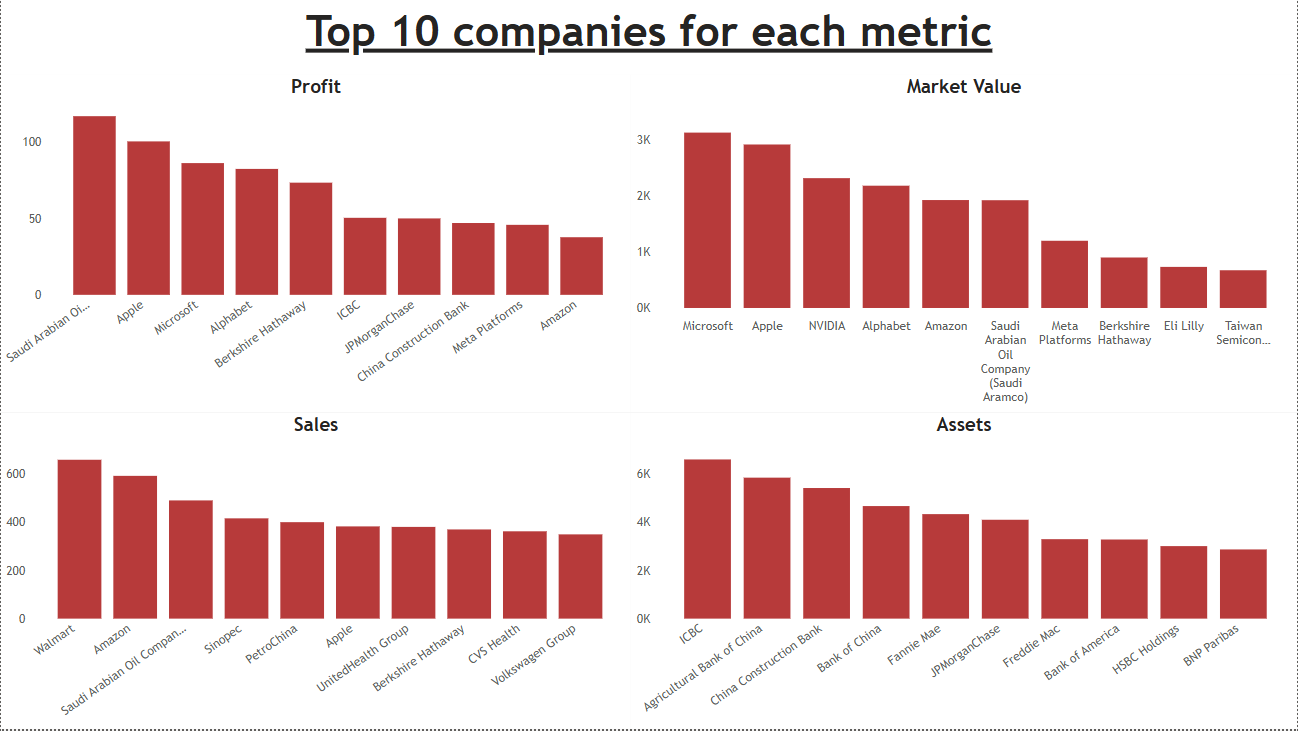 Top 10 companies for each metric
Profit
100
50
0
Saudi Arabian Oi...
Apple
Microsoft
Alphabet
Berkshire Hathaway
ICBC
JPMorganChase
China Construction Bank
Meta Platforms
Amazon
Market Value
3K
2K
1K
0K
Microsoft
Apple
NVIDIA
Alphabet
Amazon
Saudi
Arabian
Oil
Company
(Saudi
Aramco)
Meta
Platforms
Berkshire
Hathaway
Eli Lilly
Taiwan
Semicon...
Sales
600
400
200
0
Walmart
Amazon
Saudi Arabian Oil Compan...
Sinopec
PetroChina
Apple
UnitedHealth Group
Berkshire Hathaway
CVS Health
Volkswagen Group
Assets
6K
4K
2K
0K
ICBC
Agricultural Bank of China
China Construction Bank
Bank of China
Fannie Mae
JPMorganChase
Freddie Mac
Bank of America
HSBC Holdings
BNP Paribas